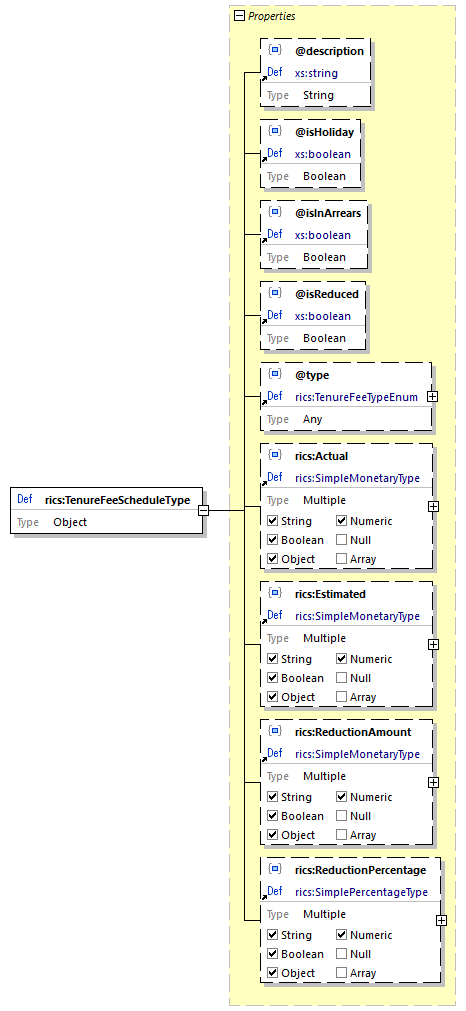 Properties
@description
Def xs:string
Type String
@isHoliday
Def xs:boolean
Type Boolean
@isInArrears
Def xs:boolean
Type Boolean
@isReduced
Def xs:boolean
Type Boolean
@type
Def rics:TenureFeeTypeEnum
Type Any
rics:Actual
Def rics:SimpleMonetaryType
Type Multiple
String Numeric
Boolean Null
Object Array
Def rics:TenureFeeScheduleType
Type Object
rics:Estimated
Def rics:SimpleMonetaryType
Type Multiple
String Numeric
Boolean Null
Object Array
rics:ReductionAmount
Def rics:SimpleMonetaryType
Type Multiple
String Numeric
Boolean Null
Object Array
rics:ReductionPercentage
Def rics:SimplePercentageType
Type Multiple
String Numeric
Boolean Null
Object Array